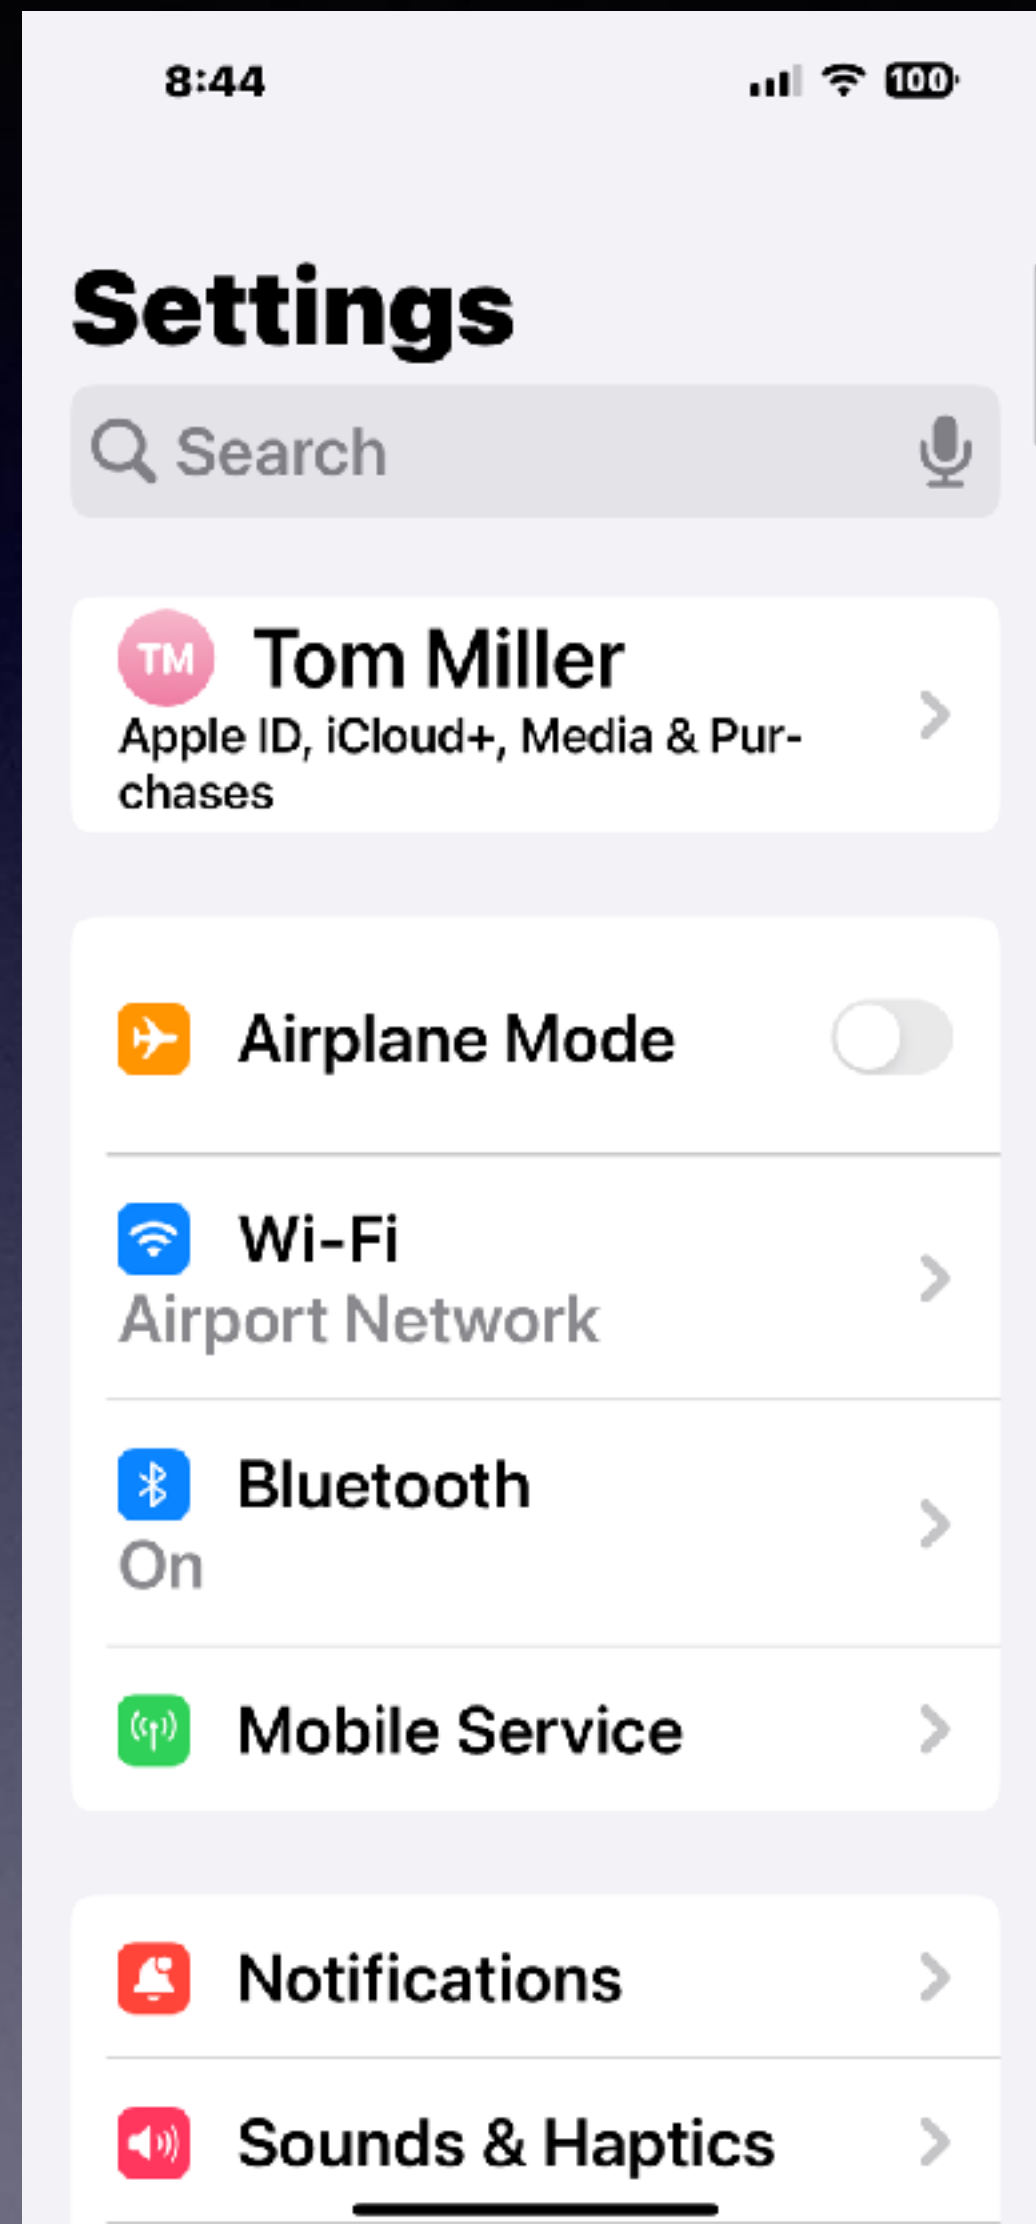 8:44
100
Settings
Search
TM
Tom Miller
Apple ID, iCloud+, Media & Pur-
chases
Airplane Mode
Wi-Fi
Airport Network
Bluetooth
On
Mobile Service
Notifications
Sounds & Haptics